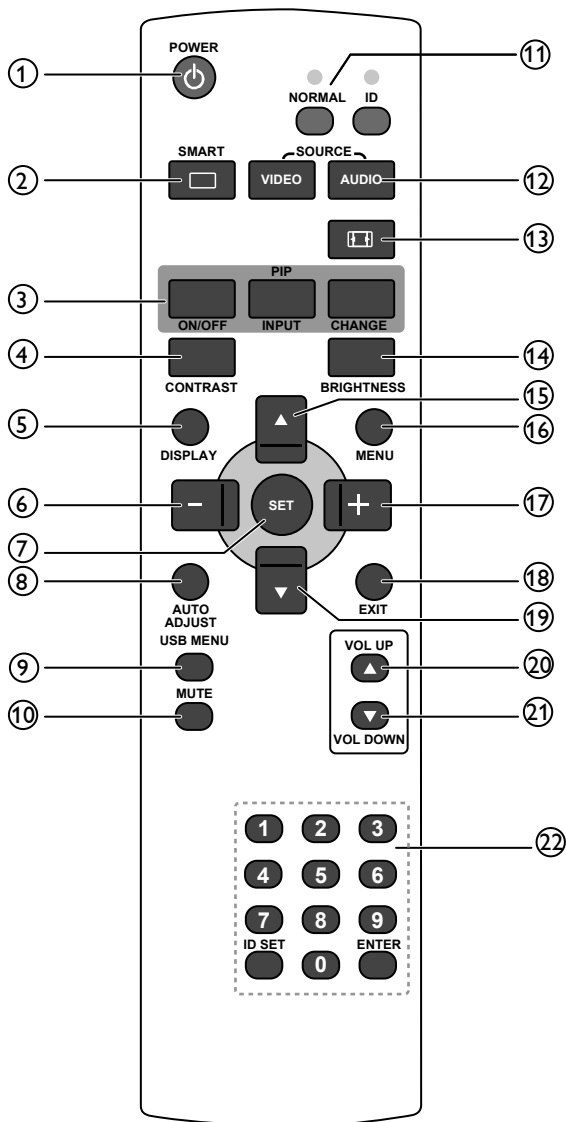 POWER
①
⑪
NORMAL ID
SMART
SOURCE
② VIDEO AUDIO ⑫
⑬
PIP
③
ON/OFF INPUT CHANGE
④ ⑭
CONTRAST BRIGHTNESS
⑮
⑤ ⑯
DISPLAY MENU
⑥ – + ⑰
SET
⑦
⑧ ⑱
AUTO
ADJUST
EXIT
⑲
USB MENU VOL UP
⑨ ⑳
MUTE
⑩ ㉑
VOL DOWN
1 2 3
㉒
4 5 6
7 8 9
ID SET ENTER
0